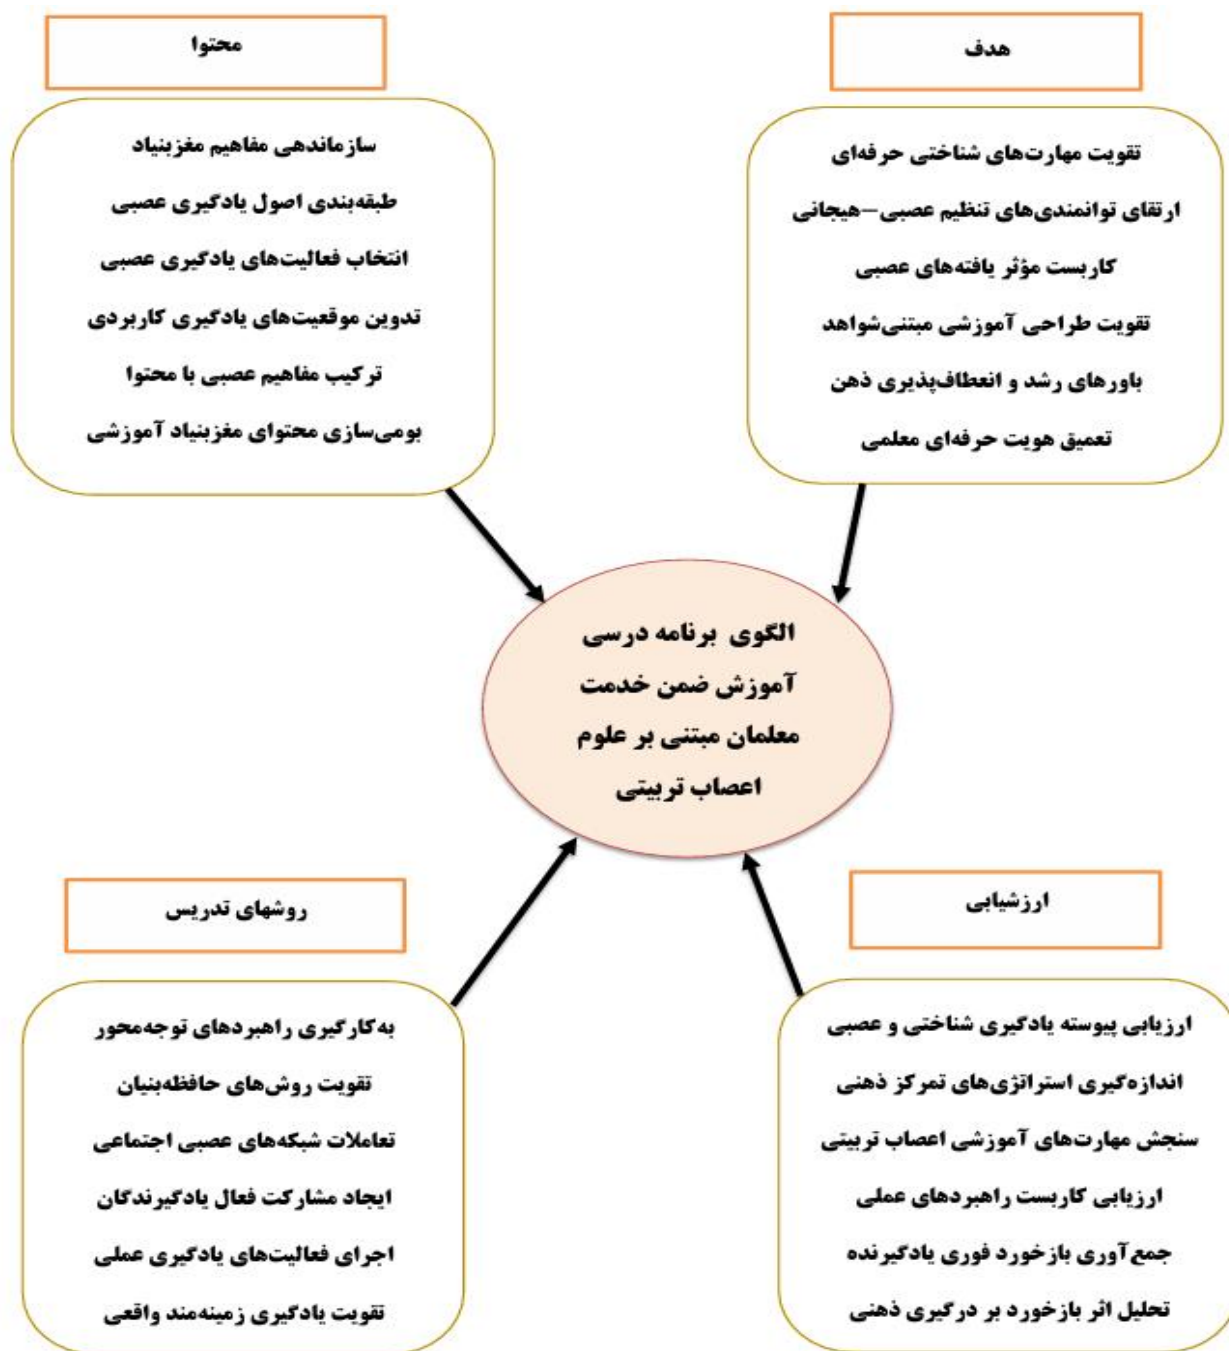 هدف
تقویت مهارت‌های شناختی حرفه‌ای
ارتقای توانمندی‌های تنظیم عصبی–هیجانی
کاربست مؤثر یافته‌های عصبی
تقویت طراحی آموزشی مبتنی‌شواهد
باورهای رشد و انعطاف‌پذیری ذهن
تعمیق هویت حرفه‌ای معلمی
محتوا
سازماندهی مفاهیم مغزبنیاد
طبقه‌بندی اصول یادگیری عصبی
انتخاب فعالیت‌های یادگیری عصبی
تدوین موقعیت‌های یادگیری کاربردی
ترکیب مفاهیم عصبی با محتوا
بومی‌سازی محتوای مغزبنیاد آموزشی
الگوی برنامه درسی
آموزش ضمن خدمت
معلمان مبتنی بر علوم
اعصاب تربیتی
ارزشیابی
ارزیابی پیوسته یادگیری شناختی و عصبی
اندازه‌گیری استراتژی‌های تمرکز ذهنی
سنجش مهارت‌های آموزشی اعصاب تربیتی
ارزیابی کاربست راهبردهای عملی
جمع‌آوری بازخورد فوری یادگیرنده
تحلیل اثر بازخورد بر درگیری ذهنی
روشهای تدریس
به‌کارگیری راهبردهای توجه‌محور
تقویت روش‌های حافظه‌بنیان
تعاملات شبکه‌های عصبی اجتماعی
ایجاد مشارکت فعال یادگیرندگان
اجرای فعالیت‌های یادگیری عملی
تقویت یادگیری زمینه‌مند واقعی